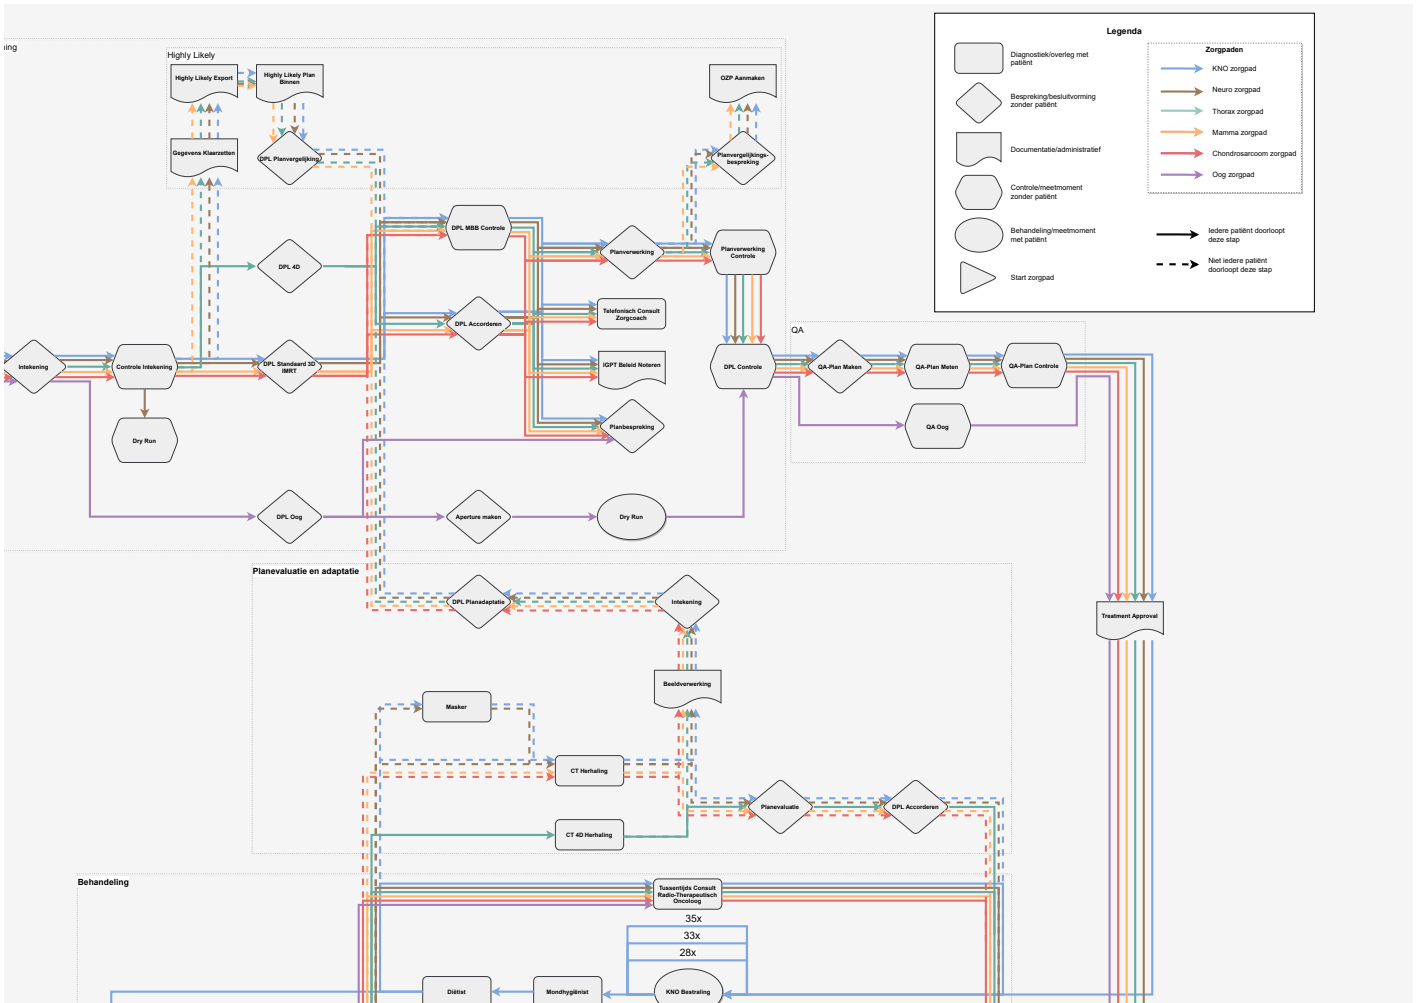 ning
Highly Likely
Highly Likely Export
Highly Likely Plan
Binnen
OZP Aanmaken
Gegevens Klaarzetten
DPL Planvergelijking
Planvergelijkings-
bespreking
DPL MBB Controle
Planverwerking
Planverwerking
Controle
DPL 4D
Telefonisch Consult
Zorgcoach
DPL Accorderen
Intekening
Controle Intekening
DPL Standaard 3D
IMRT
IGPT Beleid Noteren
DPL Controle
QA
QA-Plan Maken
QA-Plan Meten
QA-Plan Controle
Dry Run
Planbespreking
QA Oog
DPL Oog
Aperture maken
Dry Run
Legenda
Diagnostiek/overleg met
patiënt
Bespreking/besluitvorming
zonder patiënt
Documentatie/administratief
Controle/meetmoment
zonder patiënt
Behandeling/meetmoment
met patiënt
Start zorgpad
Zorgpaden
KNO zorgpad
Neuro zorgpad
Thorax zorgpad
Mamma zorgpad
Chondrosarcoom zorgpad
Oog zorgpad
Iedere patiënt doorloopt
deze stap
Niet iedere patiënt
doorloopt deze stap
Planevaluatie en adaptatie
DPL Planadaptatie
Intekening
Treatment Approval
Beeldverwerking
Masker
CT Herhaling
Planevaluatie
DPL Accorderen
CT 4D Herhaling
Behandeling
Tussentijds Consult
Radio-Therapeutisch
Oncoloog
35x
33x
28x
Diëtist
Mondhygiënist
KNO Bestraling